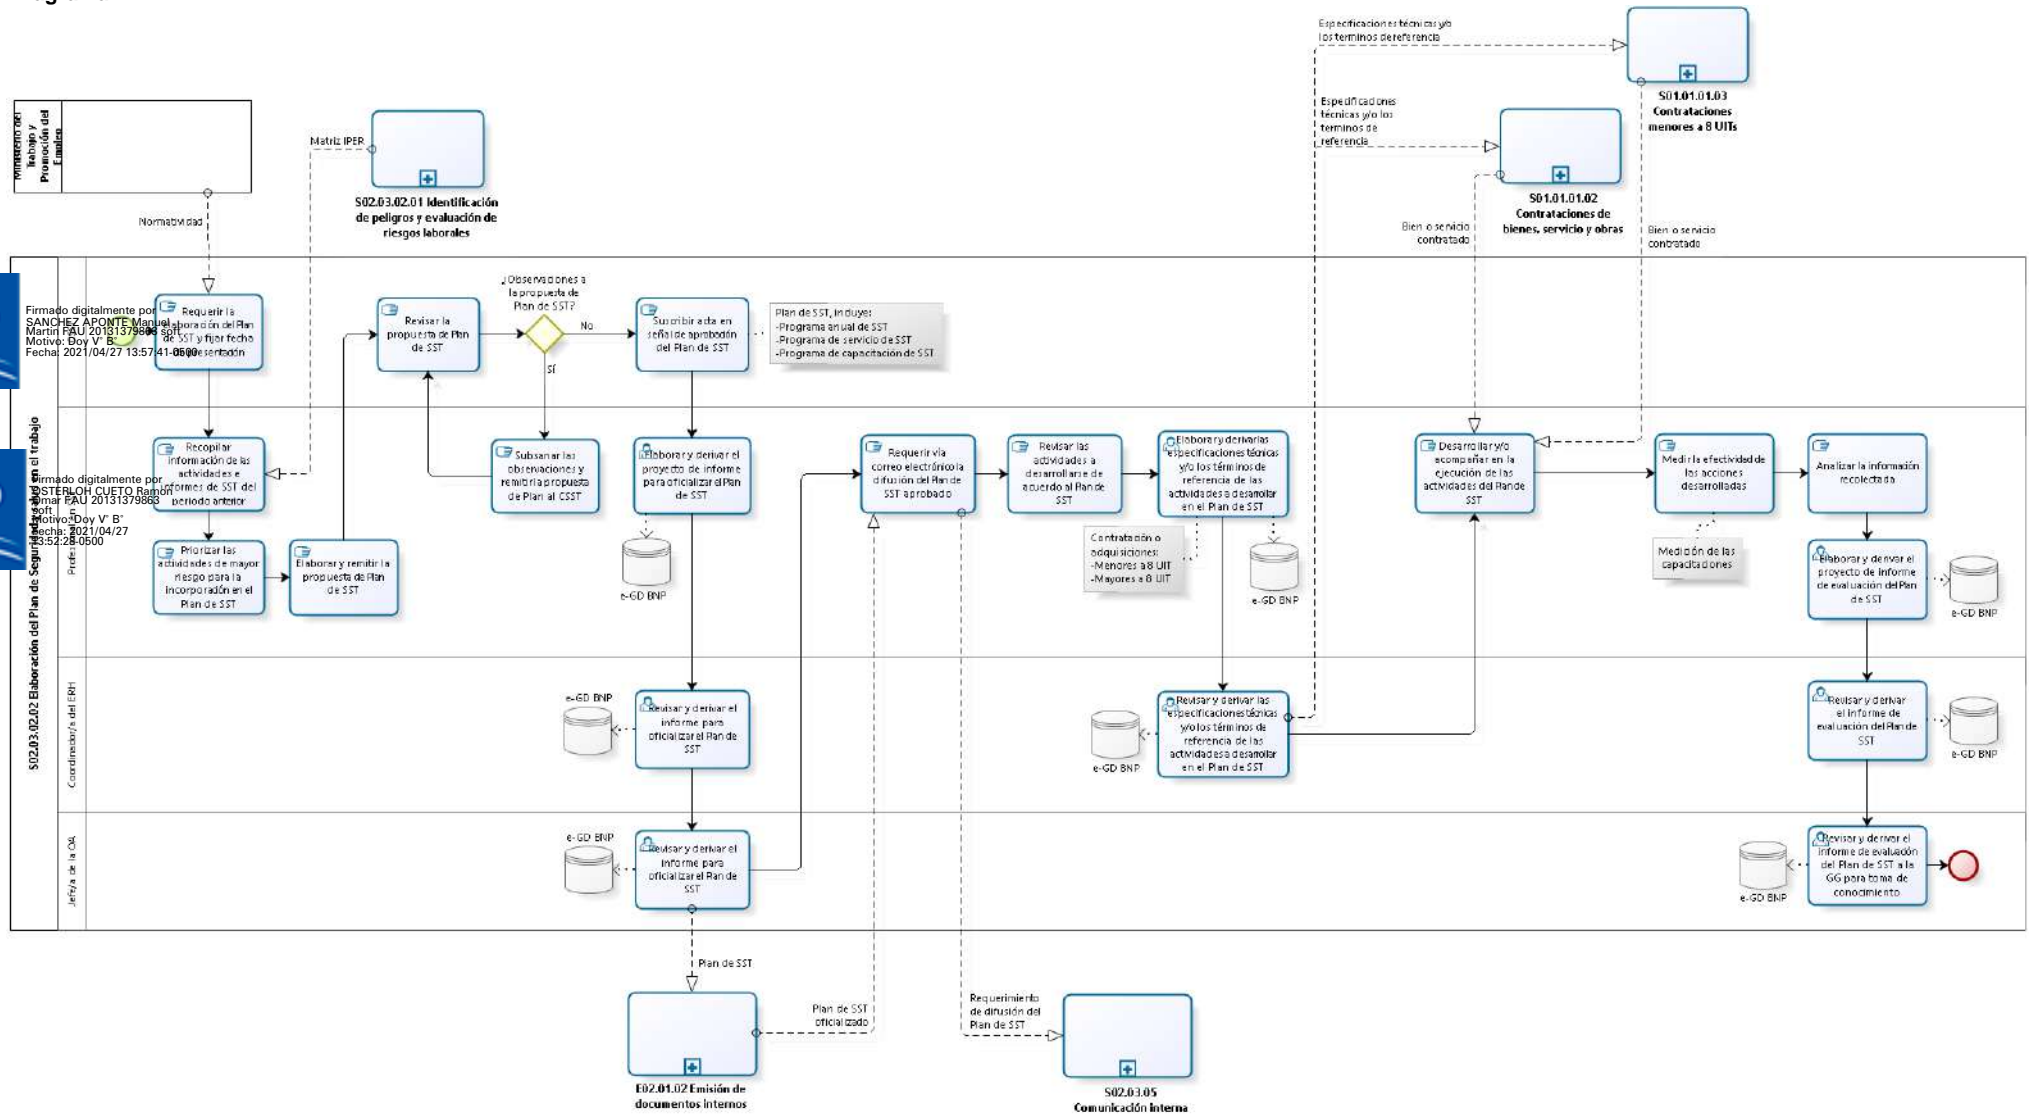 Ministerio del
Trabajo y
Promoción del
Empleo
Normatividad
Matriz IPER
S02.03.02.01 Identificación
de peligros y evaluación de
riesgos laborales
Especificaciones técnicas y/o
los terminos de referencia
S01.01.01.03
Contrataciones
menores a 8 UITs
Especificaciones
técnicas y/o los
terminos de
referencia
S01.01.01.02
Contrataciones de
bienes, servicio y obras
Bien o servicio
contratado
Bien o servicio
contratado
S02.03.02.02 Elaboración del Plan de Seguridad
en el trabajo
Firmado digitalmente por
SANCHEZ APONTE Manuel
Martin FAU 20131379863 soft
Motivo: Doy V° B°
Fecha: 2021/04/27 13:57:41-0500
Requerir la
elaboración del Plan
de SST y fijar fecha
de presentación
Revisar la
propuesta de Plan
de SST
¿Observaciones a
la propuesta de
Plan de SST?
No
Sí
Suscribir acta en
señal de aprobación
del Plan de SST
Plan de SST, incluye:
-Programa anual de SST
-Programa de servicio de SST
-Programa de capacitación de SST
Firmado digitalmente por
OSTERLOH CUETO Ramon
Omar FAU 20131379863
soft
Motivo: Doy V° B°
Fecha: 2021/04/27
13:52:28-0500
Recopilar
información de las
actividades e
informes de SST del
periodo anterior
Priorizar las
actividades de mayor
riesgo para la
incorporación en el
Plan de SST
Elaborar y remitir la
propuesta de Plan
de SST
Subsanar las
observaciones y
remitir la propuesta
de Plan al CSST
Elaborar y derivar el
proyecto de informe
para oficializar el Plan
de SST
e-GD BNP
Requerir vía
correo electrónico la
difusión del Plan de
SST aprobado
Revisar las
actividades a
desarrollarse de
acuerdo al Plan de
SST
Elaborar y derivar las
especificaciones técnicas
y/o los términos de
referencia de las
actividades a desarrollar
en el Plan de SST
Contratación o
adquisiciones:
-Menores a 8 UIT
-Mayores a 8 UIT
e-GD BNP
Desarrollar y/o
acompañar en la
ejecución de las
actividades del Plan de
SST
Medir la efectividad de
las acciones
desarrolladas
Medición de las
capacitaciones
Analizar la información
recolectada
Elaborar y derivar el
proyecto de informe
de evaluación del Plan
de SST
e-GD BNP
Coordinador/a del ERH
e-GD BNP
Revisar y derivar el
informe para
oficializar el Plan de
SST
e-GD BNP
Revisar y derivar las
especificaciones técnicas
y/o los términos de
referencia de las
actividades a desarrollar
en el Plan de SST
Revisar y derivar
el informe de
evaluación del Plan de
SST
e-GD BNP
Jefe/a de la OA
e-GD BNP
Revisar y derivar el
informe para
oficializar el Plan de
SST
e-GD BNP
Revisar y derivar el
informe de evaluación
del Plan de SST a la
GG para toma de
conocimiento
Plan de SST
E02.01.02 Emisión de
documentos internos
Plan de SST
oficializado
Requerimiento
de difusión del
Plan de SST
S02.03.05
Comunicación interna